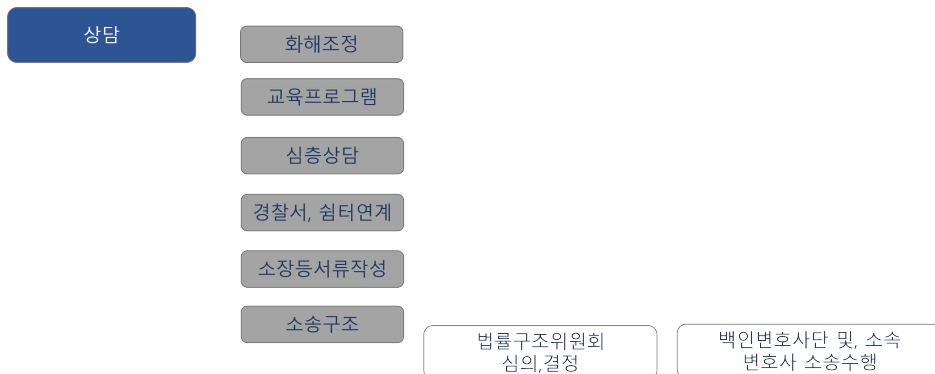 상담
화해조정
교육프로그램
심층상담
경찰서, 쉼터연계
소장등서류작성
소송구조
법률구조위원회
심의,결정
백인변호사단 및, 소속
변호사 소송수행